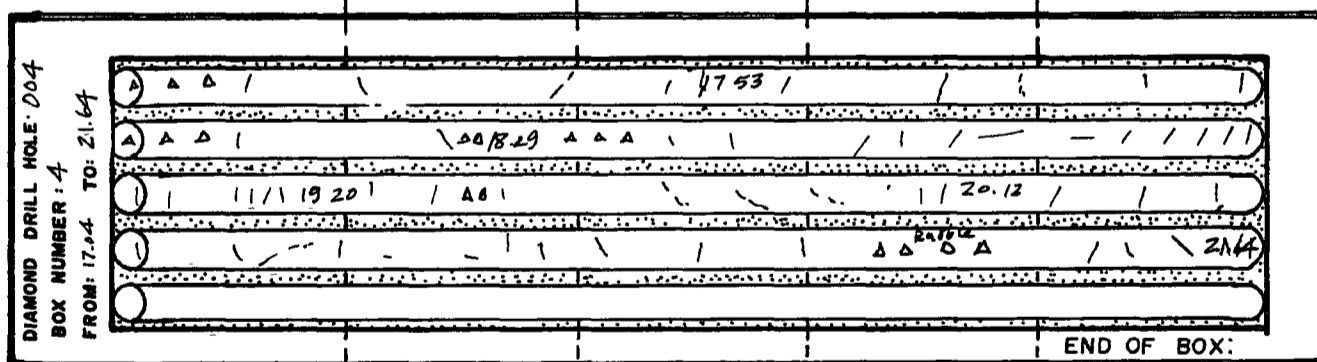 DIAMOND DRILL HOLE: 004
BOX NUMBER: 4
FROM: 17.04 TO: 21.64
17 53
18.29
19 20
20.12
Rubble
21.64
END OF BOX: